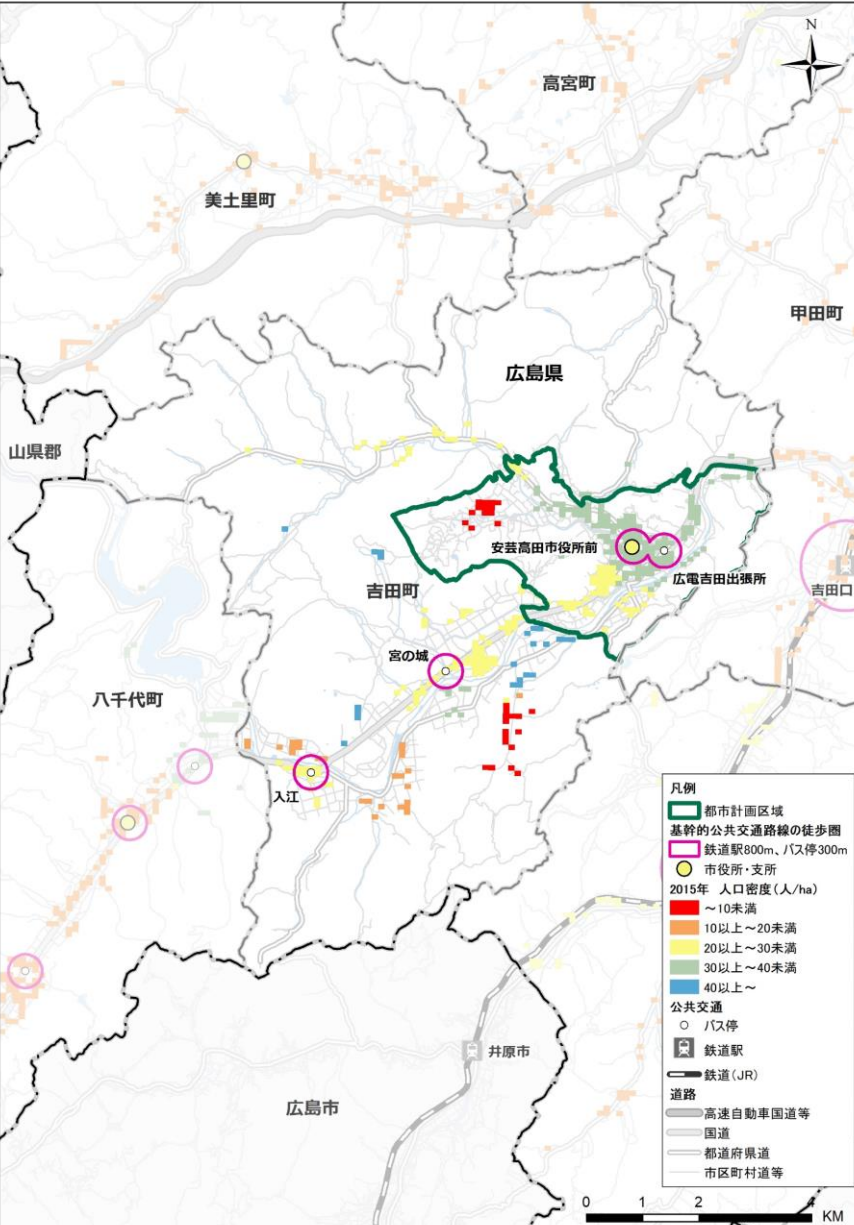 N
高宮町
美土里町
甲田町
広島県
山県郡
安芸高田市役所前
広電吉田出張所
吉田口
吉田町
宮の城
八千代町
入江
井原市
広島市
凡例
都市計画区域
基幹的公共交通路線の徒歩圏
鉄道駅800m、バス停300m
市役所・支所
2015年 人口密度(人/ha)
～10未満
10以上～20未満
20以上～30未満
30以上～40未満
40以上～
公共交通
バス停
鉄道駅
鉄道(JR)
道路
高速自動車国道等
国道
都道府県道
市区町村道等
0 1 2 4
KM